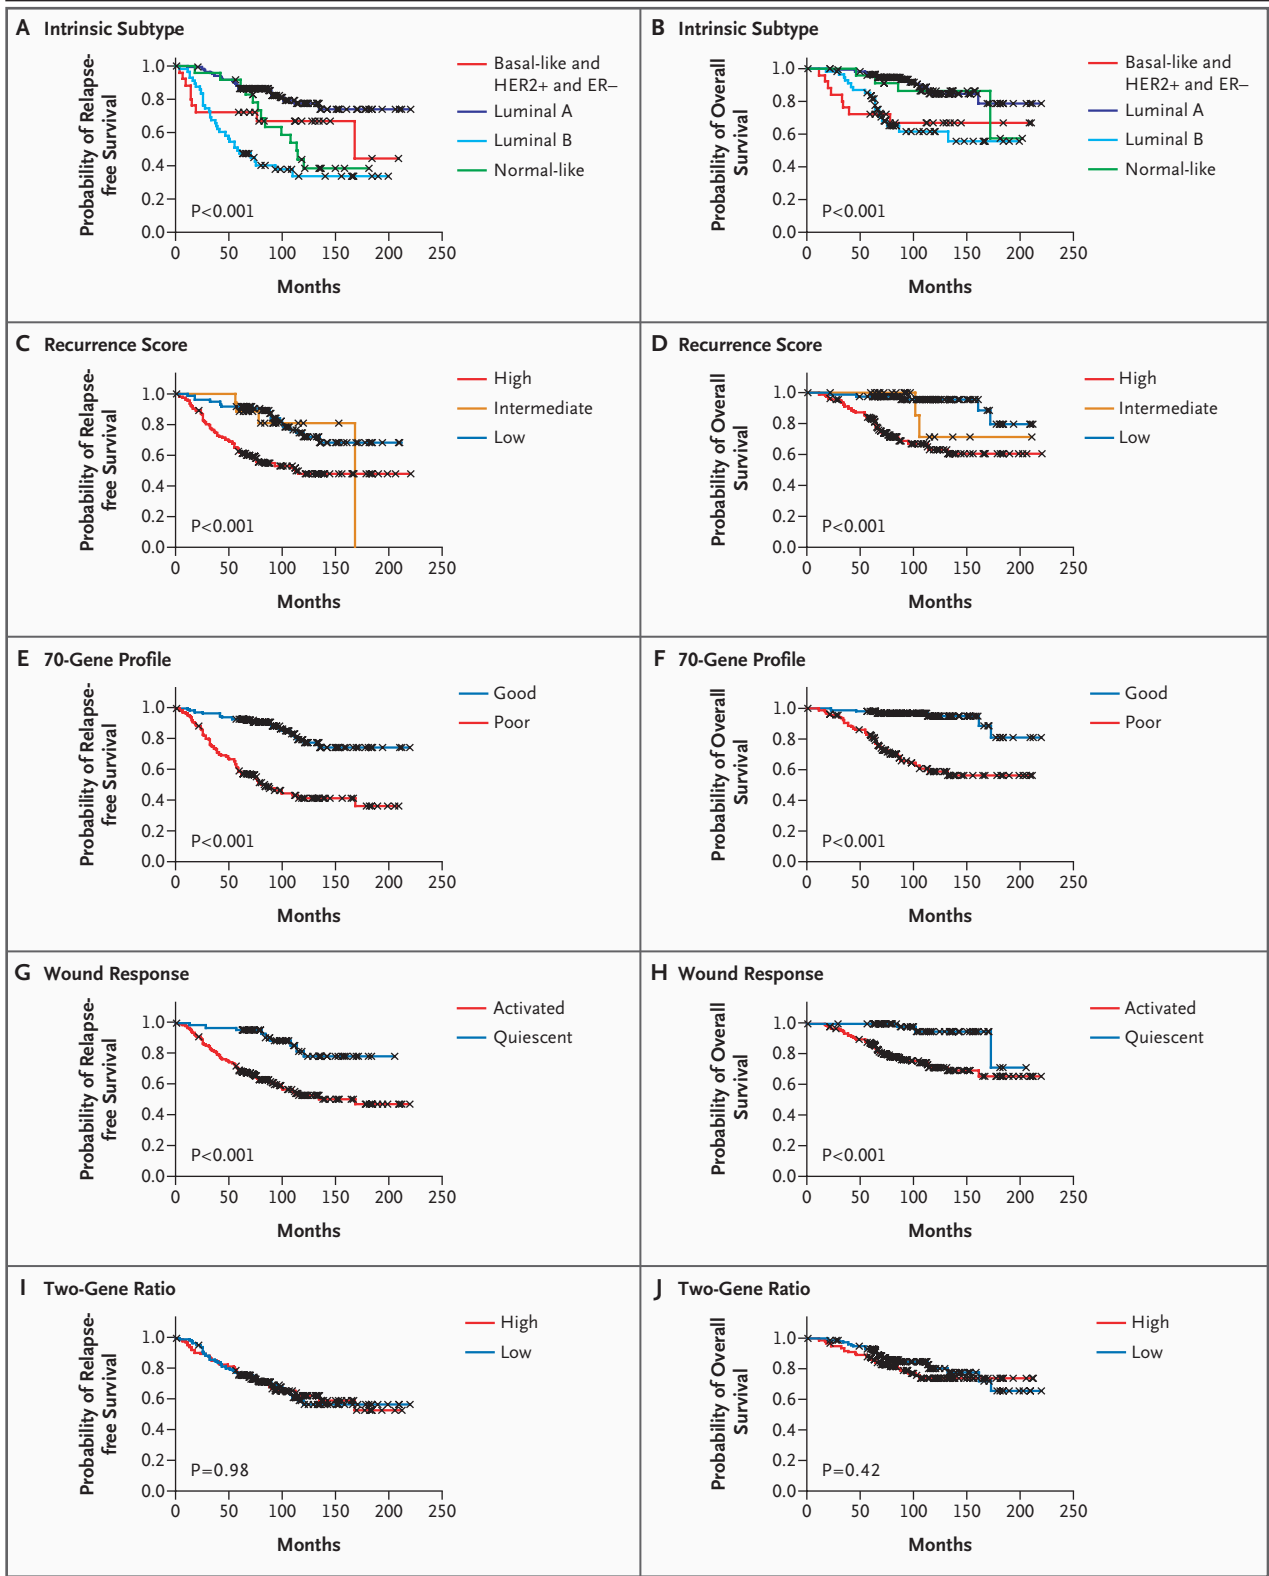 A Intrinsic Subtype
Probability of Relapse-
free Survival
1.0
0.8
0.6
0.4
0.2
0.0
P<0.001
0 50 100 150 200 250
Months
Basal-like and
HER2+ and ER–
Luminal A
Luminal B
Normal-like
B Intrinsic Subtype
Probability of Overall
Survival
1.0
0.8
0.6
0.4
0.2
0.0
P<0.001
0 50 100 150 200 250
Months
Basal-like and
HER2+ and ER–
Luminal A
Luminal B
Normal-like
C Recurrence Score
Probability of Relapse-
free Survival
1.0
0.8
0.6
0.4
0.2
0.0
P<0.001
0 50 100 150 200 250
Months
High
Intermediate
Low
D Recurrence Score
Probability of Overall
Survival
1.0
0.8
0.6
0.4
0.2
0.0
P<0.001
0 50 100 150 200 250
Months
High
Intermediate
Low
E 70-Gene Profile
Probability of Relapse-
free Survival
1.0
0.8
0.6
0.4
0.2
0.0
P<0.001
0 50 100 150 200 250
Months
Good
Poor
F 70-Gene Profile
Probability of Overall
Survival
1.0
0.8
0.6
0.4
0.2
0.0
P<0.001
0 50 100 150 200 250
Months
Good
Poor
G Wound Response
Probability of Relapse-
free Survival
1.0
0.8
0.6
0.4
0.2
0.0
P<0.001
0 50 100 150 200 250
Months
Activated
Quiescent
H Wound Response
Probability of Overall
Survival
1.0
0.8
0.6
0.4
0.2
0.0
P<0.001
0 50 100 150 200 250
Months
Activated
Quiescent
I Two-Gene Ratio
Probability of Relapse-
free Survival
1.0
0.8
0.6
0.4
0.2
0.0
P=0.98
0 50 100 150 200 250
Months
High
Low
J Two-Gene Ratio
Probability of Overall
Survival
1.0
0.8
0.6
0.4
0.2
0.0
P=0.42
0 50 100 150 200 250
Months
High
Low